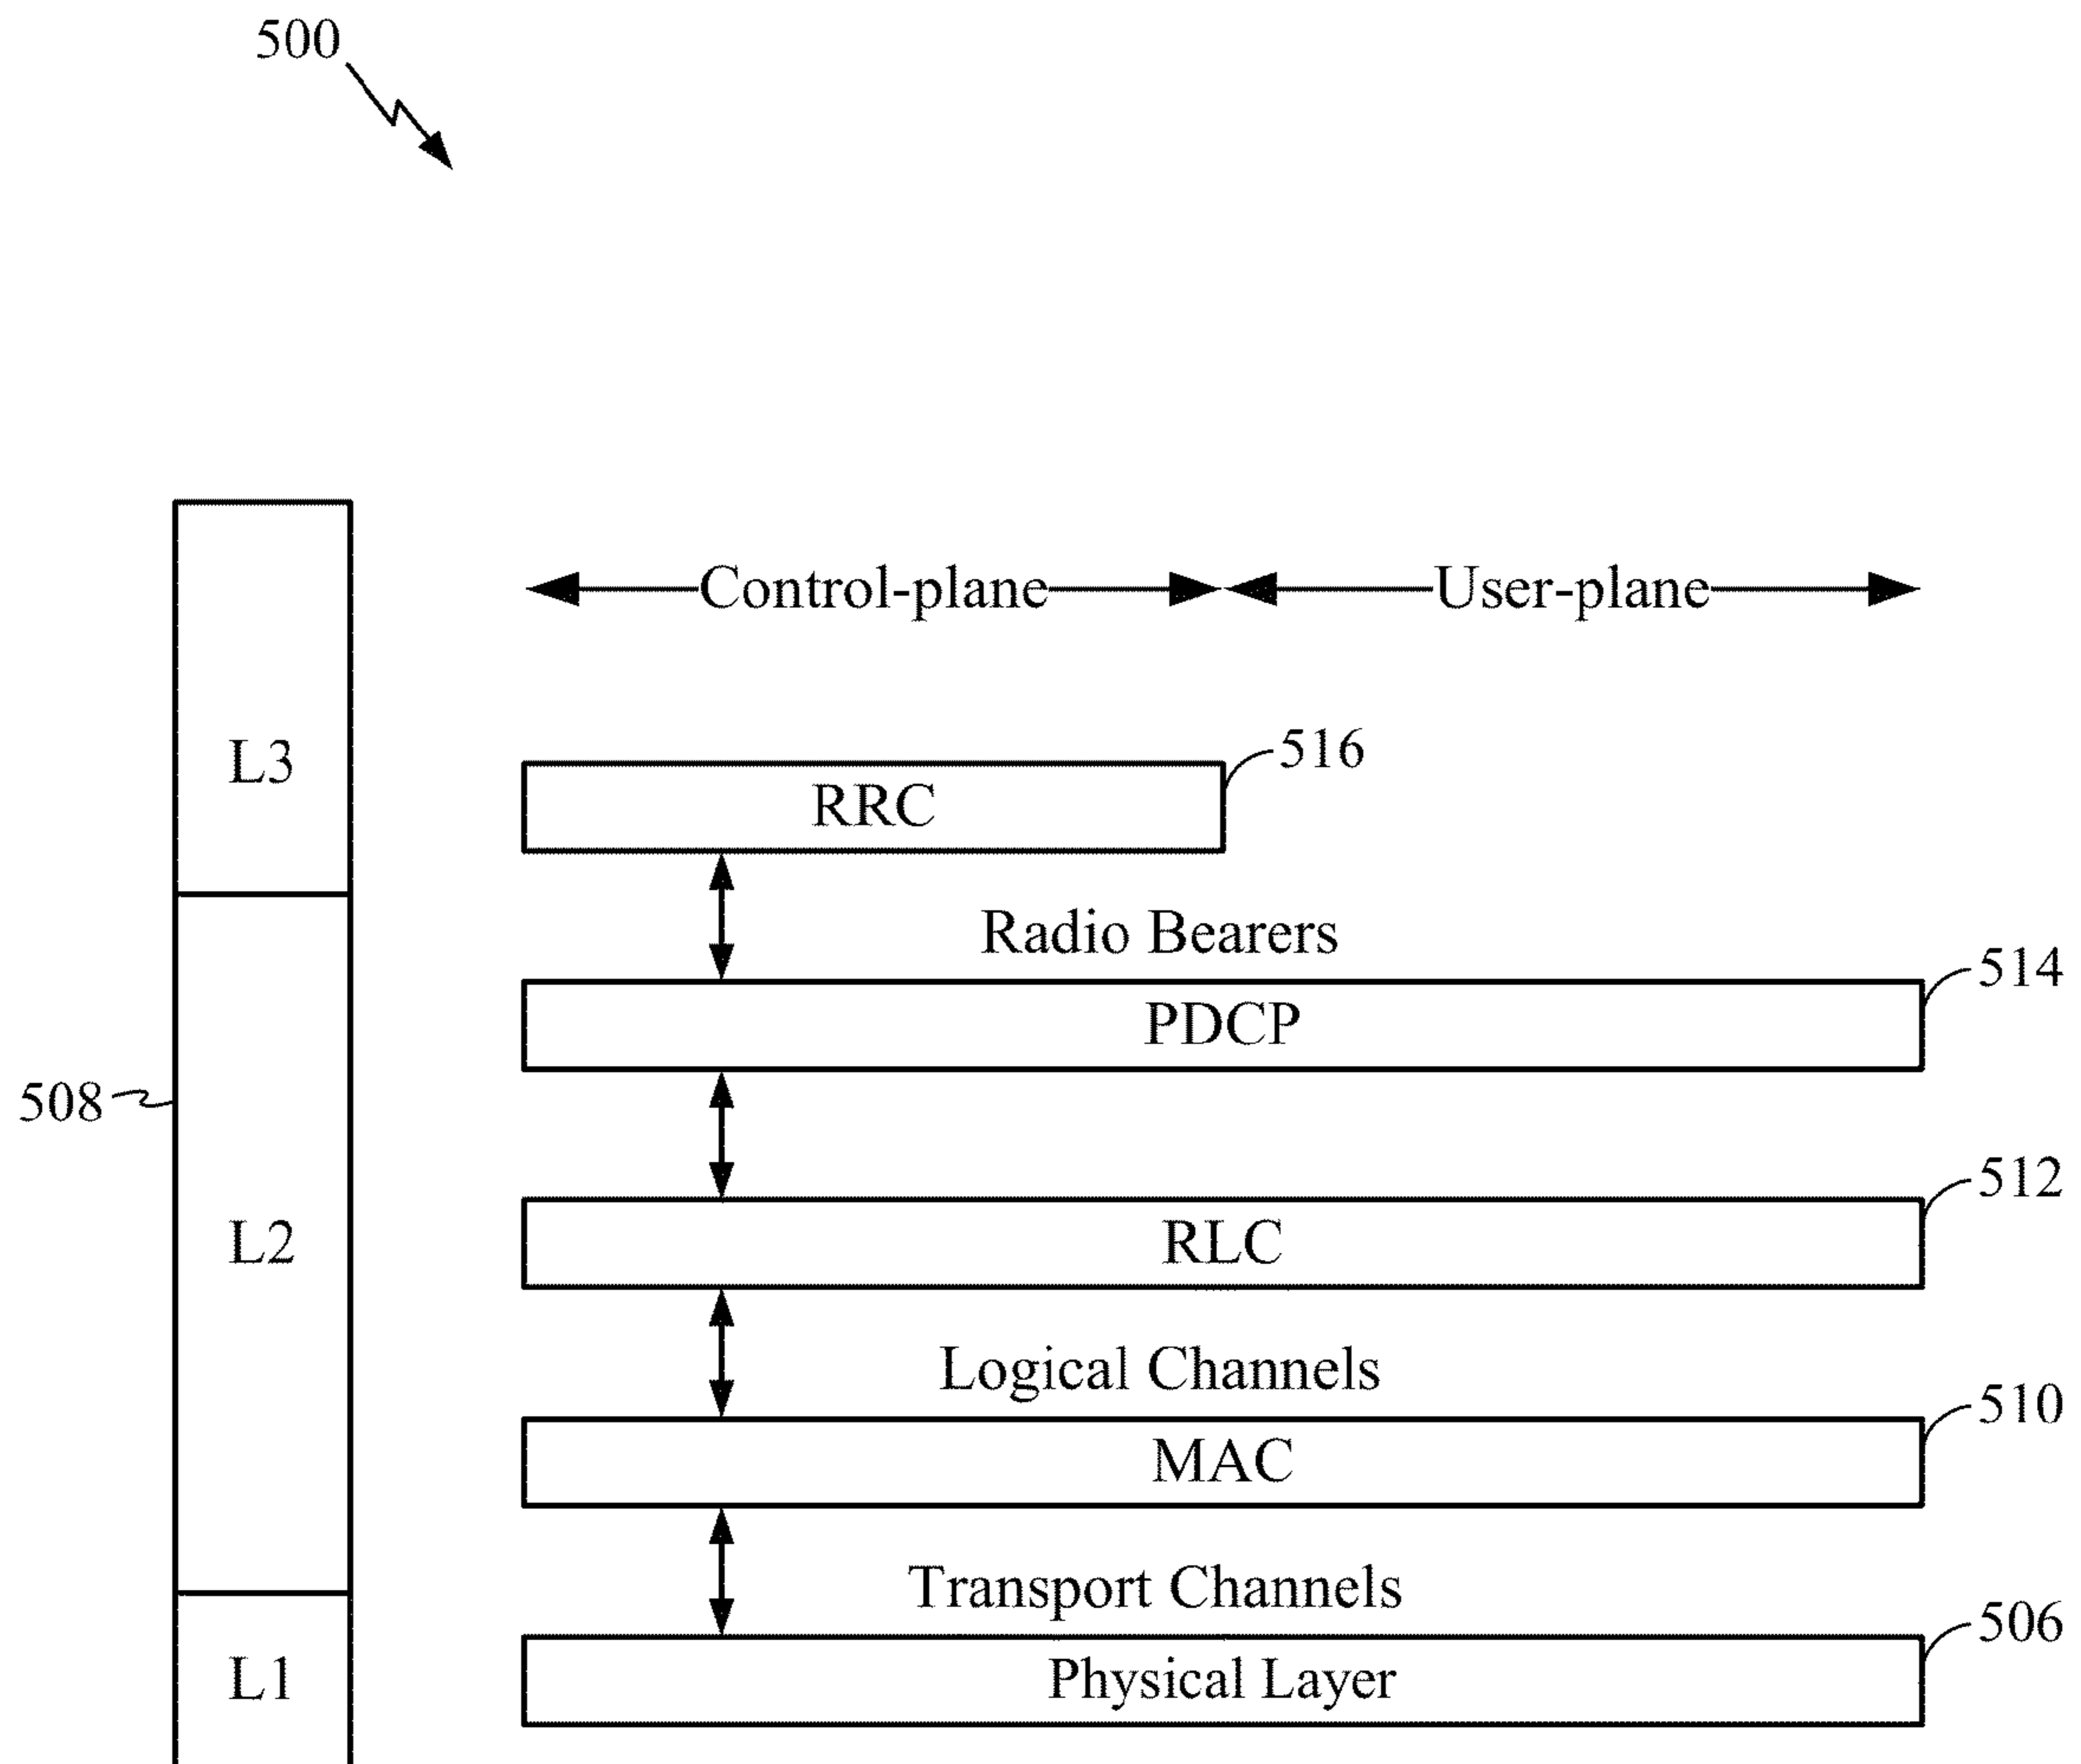 500
Control-plane User-plane
L3
516
RRC
Radio Bearers
514
PDCP
508
512
L2
RLC
Logical Channels
510
MAC
Transport Channels
506
L1
Physical Layer